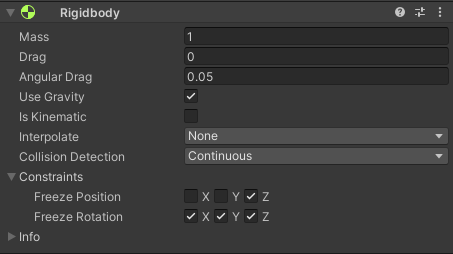 Rigidbody
Mass 1
Drag 0
Angular Drag 0.05
Use Gravity
Is Kinematic
Interpolate None
Collision Detection Continuous
Constraints
Freeze Position X Y Z
Freeze Rotation X Y Z
Info